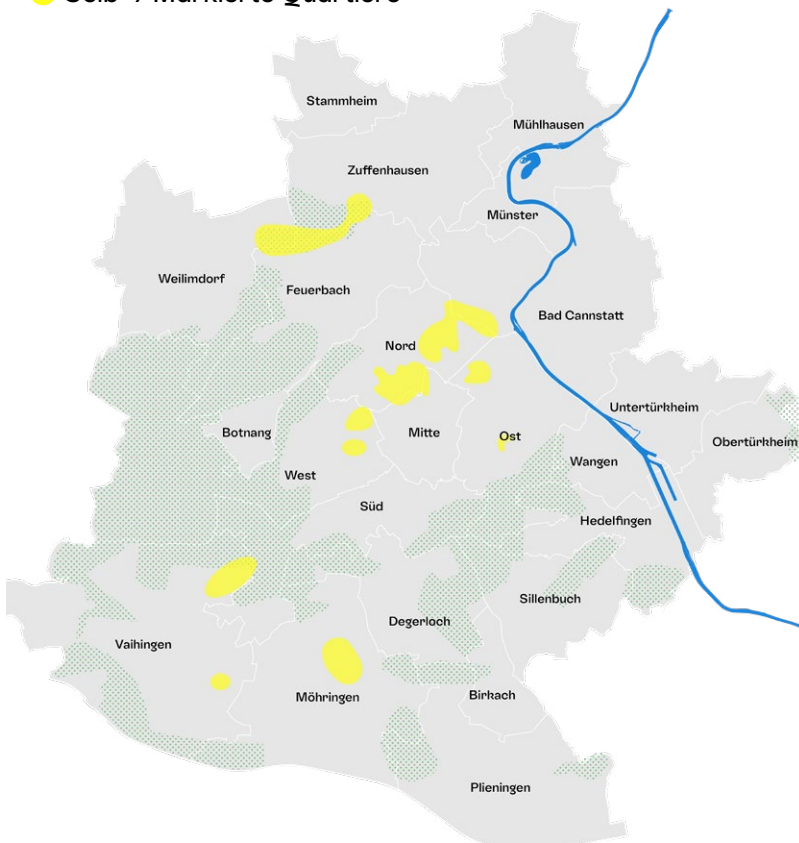 Stammheim
Mühlhausen
Zuffenhausen
Münster
Weilimdorf
Feuerbach
Bad Cannstatt
Nord
Untertürkheim
Botnang
Mitte
Ost
Obertürkheim
West
Wangen
Süd
Hedelfingen
Sillenbuch
Degerloch
Vaihingen
Möhringen
Birkach
Plieningen